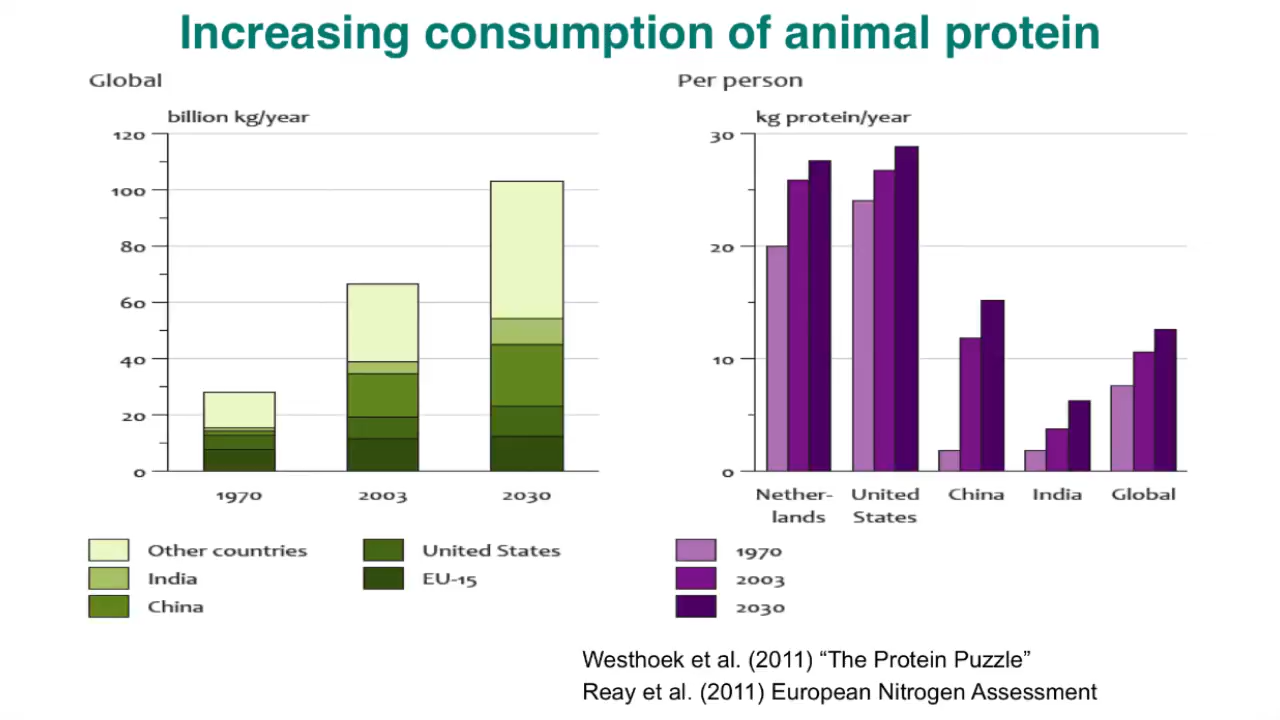 Increasing consumption of animal protein
Global
billion kg/year
120
100
80
60
40
20
0
1970 2003 2030
Other countries
India
China
United States
EU-15
Per person
kg protein/year
30
20
10
0
Nether-
lands
United
States
China
India
Global
1970
2003
2030
Westhoek et al. (2011) “The Protein Puzzle”
Reay et al. (2011) European Nitrogen Assessment